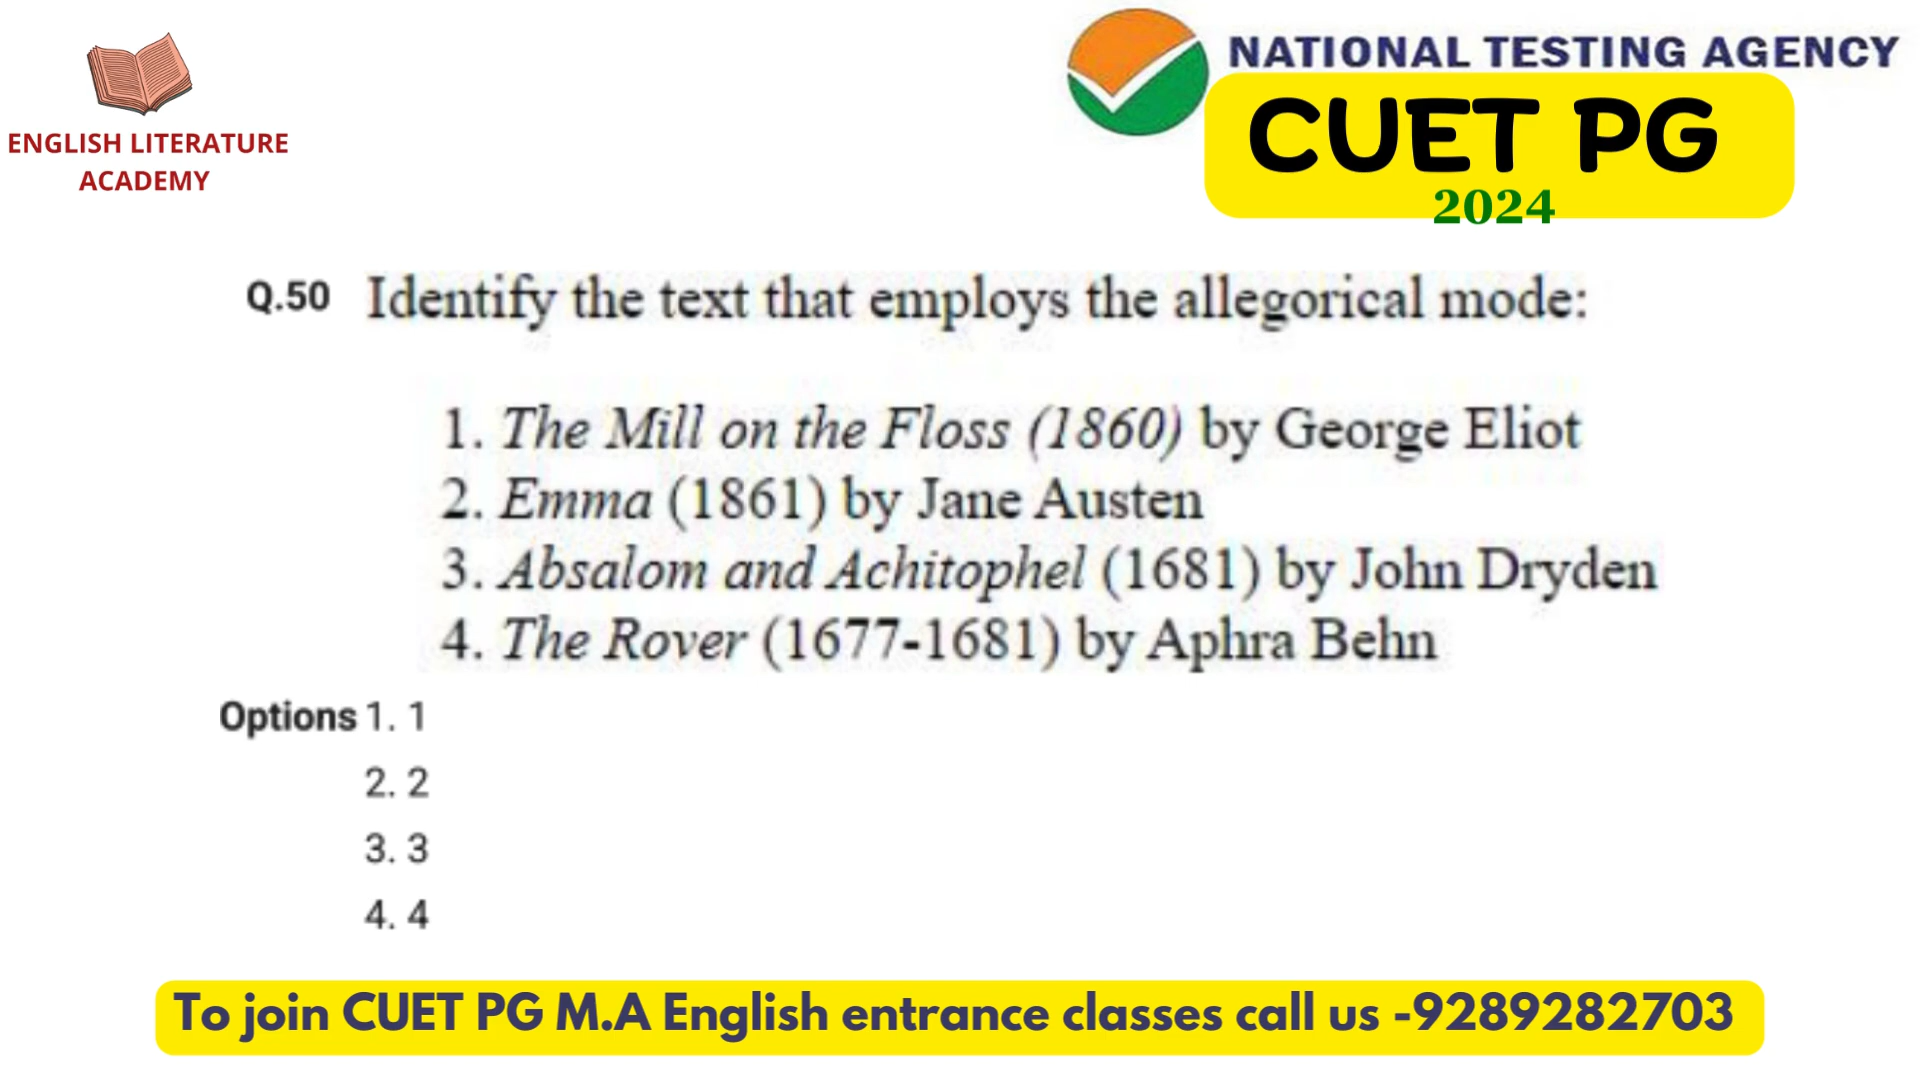 ENGLISH LITERATURE
ACADEMY
NATIONAL TESTING AGENCY
CUET PG
2024
Q.50 Identify the text that employs the allegorical mode:
1. The Mill on the Floss (1860) by George Eliot
2. Emma (1861) by Jane Austen
3. Absalom and Achitophel (1681) by John Dryden
4. The Rover (1677-1681) by Aphra Behn
Options 1. 1
2. 2
3. 3
4. 4
To join CUET PG M.A English entrance classes call us -9289282703